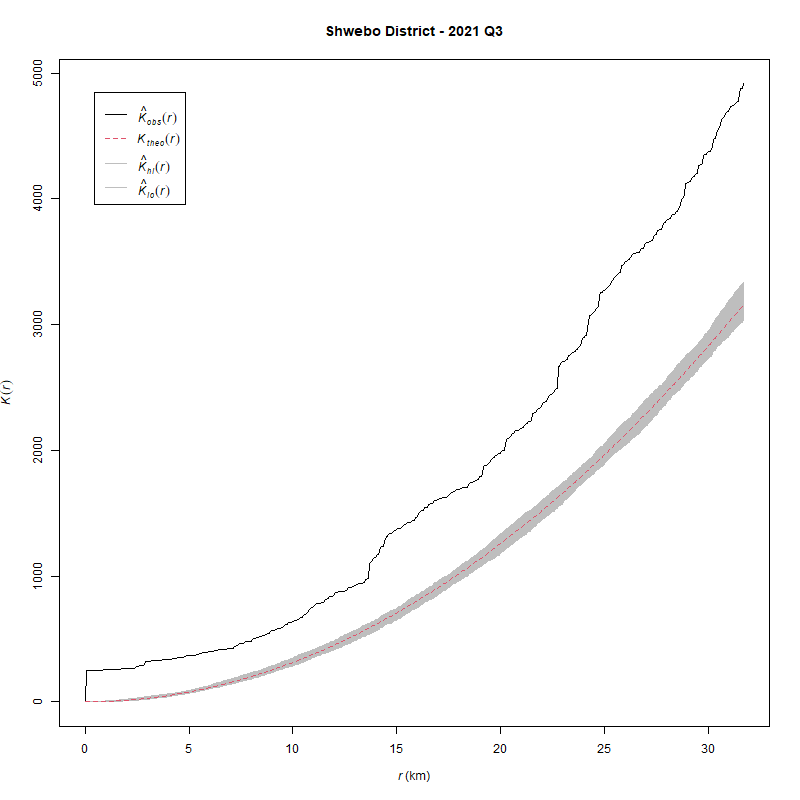 Shwebo District - 2021 Q3
K̂obs(r)
Ktheo(r)
K̂hi(r)
K̂lo(r)
K(r)
5000
4000
3000
2000
1000
0
0 5 10 15 20 25 30
r (km)